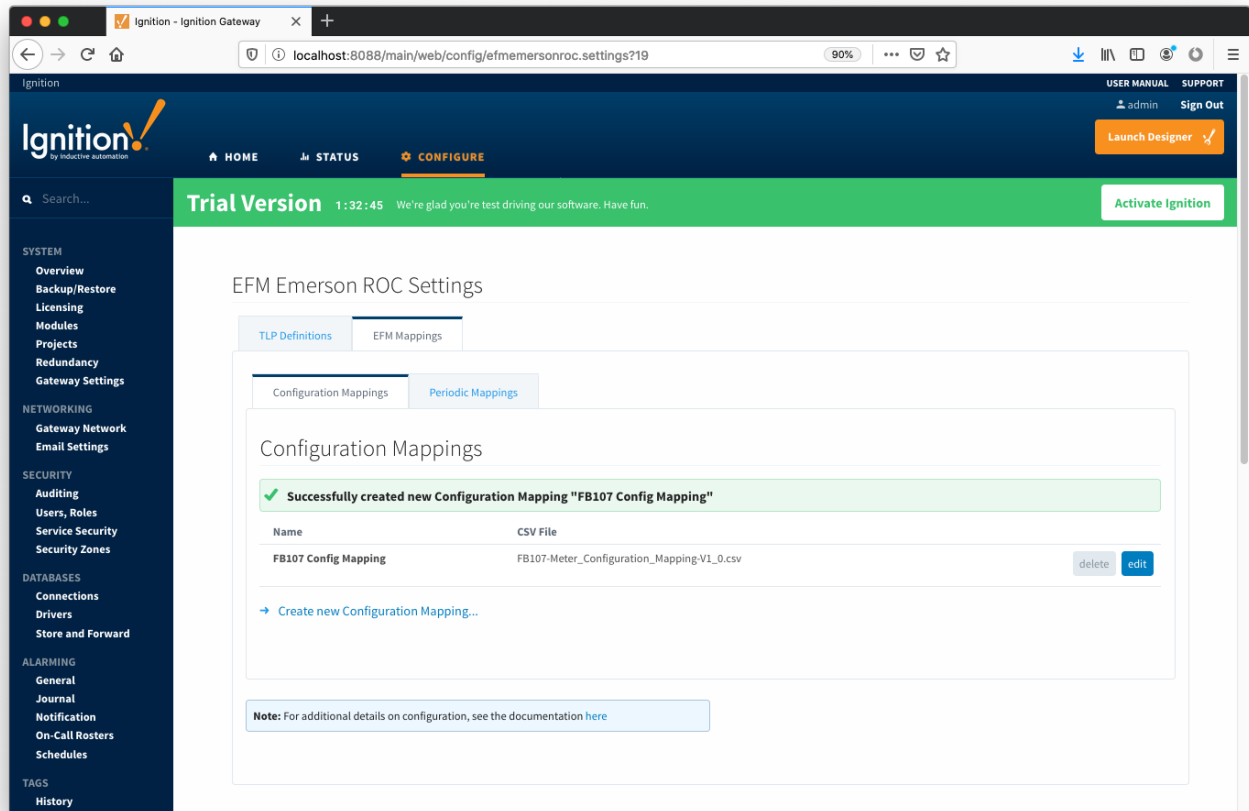 Ignition - Ignition Gateway
localhost:8088/main/web/config/efmemersonroc.settings?19
90%
Ignition
USER MANUAL SUPPORT
admin Sign Out
Ignition!
by inductive automation
Launch Designer
HOME STATUS CONFIGURE
Search...
Trial Version 1:32:45 We're glad you're test driving our software. Have fun.
Activate Ignition
SYSTEM
Overview
Backup/Restore
Licensing
Modules
Projects
Redundancy
Gateway Settings
NETWORKING
Gateway Network
Email Settings
SECURITY
Auditing
Users, Roles
Service Security
Security Zones
DATABASES
Connections
Drivers
Store and Forward
ALARMING
General
Journal
Notification
On-Call Rosters
Schedules
TAGS
History
EFM Emerson ROC Settings
TLP Definitions EFM Mappings
Configuration Mappings Periodic Mappings
Configuration Mappings
Successfully created new Configuration Mapping "FB107 Config Mapping"
Name CSV File
FB107 Config Mapping FB107-Meter_Configuration_Mapping-V1_0.csv delete edit
Create new Configuration Mapping...
Note: For additional details on configuration, see the documentation here